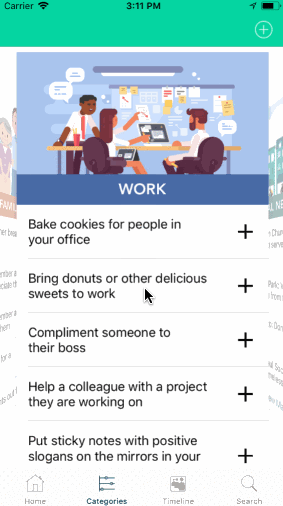 Carrier 3:11 PM
WORK
Bake cookies for people in
your office
Bring donuts or other delicious
sweets to work
Compliment someone to
their boss
Help a colleague with a project
they are working on
Put sticky notes with positive
slogans on the mirrors in your
Home Categories Timeline Search